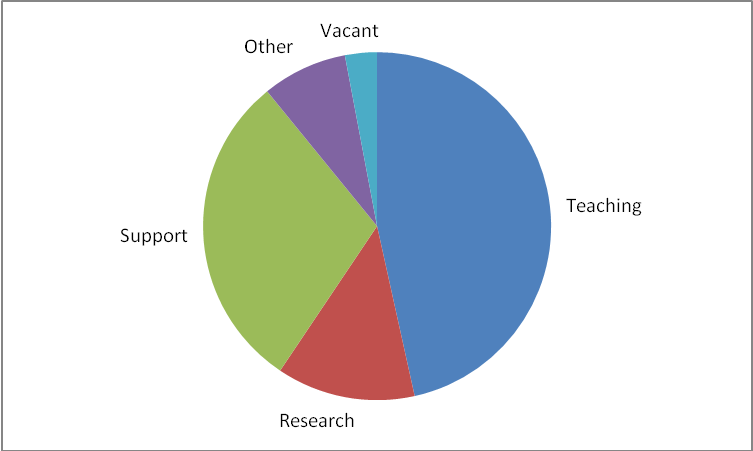 Vacant
Other
Teaching
Support
Research